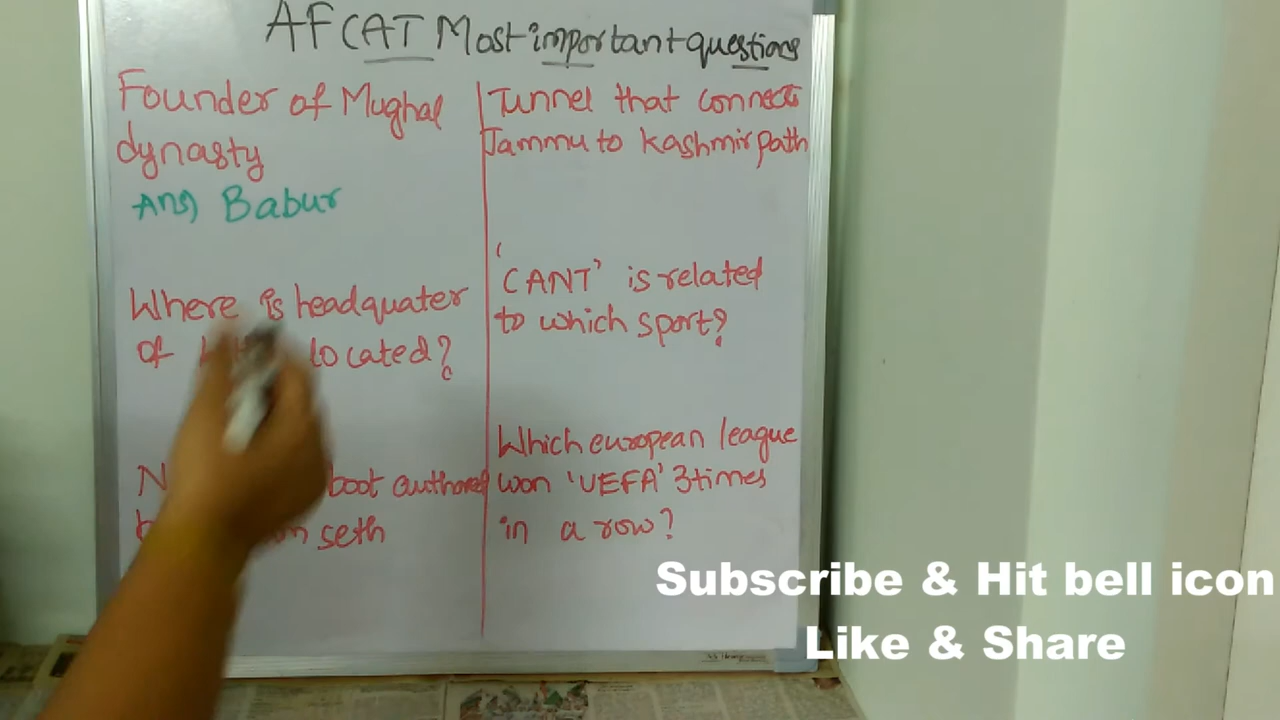 AFCAT Most important questions
Founder of Mughal
dynasty
Ans) Babur
Where is headquater
of located?
boot authored
seth
Tunnel that connects
Jammu to Kashmir path
'CANT' is related
to which sport?
Which european league
won 'UEFA' 3times
in a row?
Subscribe & Hit bell icon
Like & Share